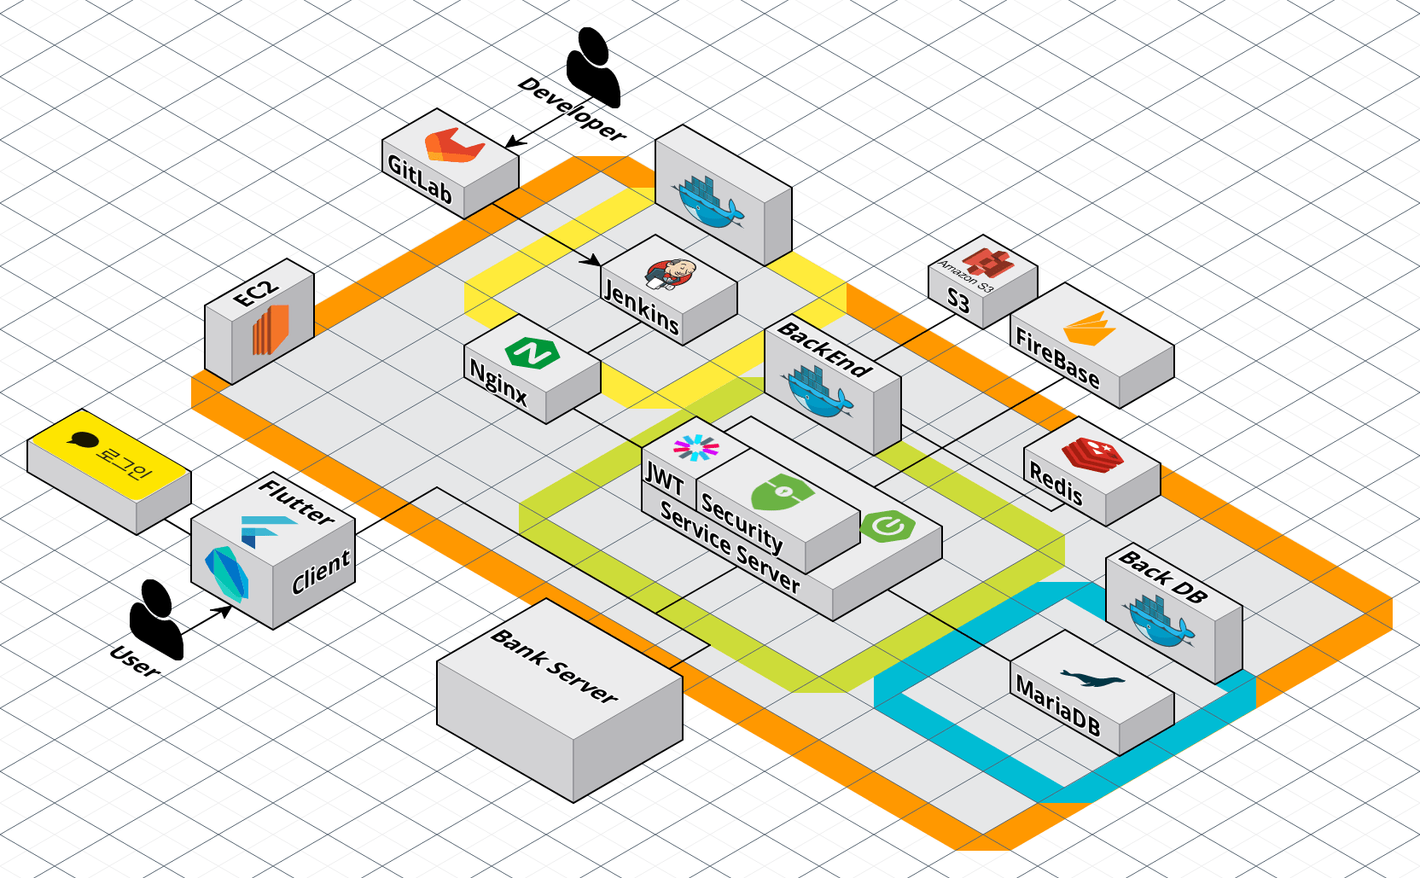 Developer
GitLab
EC2
Jenkins
Nginx
Amazon S3
S3
FireBase
BackEnd
Redis
JWT
Security
Service Server
로그인
Flutter
Client
User
Bank Server
Back DB
MariaDB